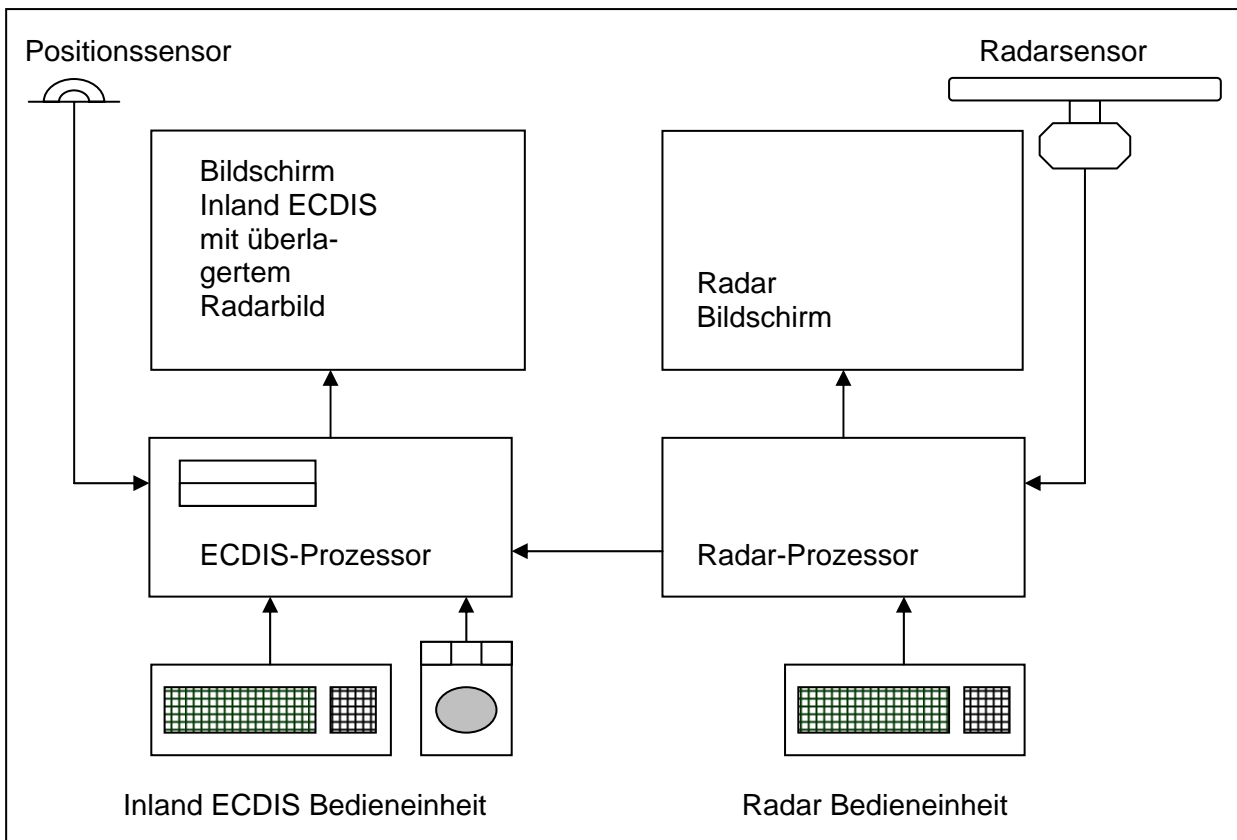 Positionssensor
Radarsensor
Bildschirm
Inland ECDIS
mit überla-
gertem
Radarbild
Radar
Bildschirm
ECDIS-Prozessor
Radar-Prozessor
Inland ECDIS Bedieneinheit
Radar Bedieneinheit